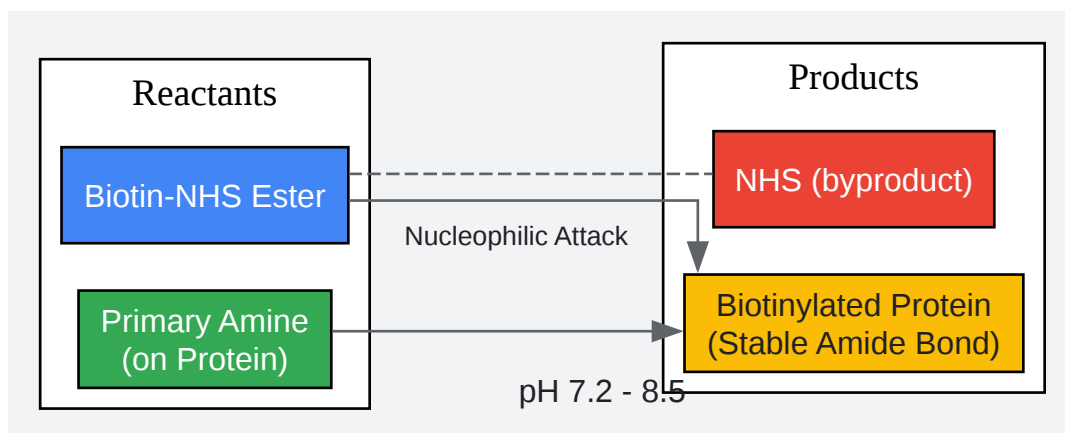 Reactants
Biotin-NHS Ester
Primary Amine
(on Protein)
Nucleophilic Attack
pH 7.2 - 8.5
Products
NHS (byproduct)
Biotinylated Protein
(Stable Amide Bond)